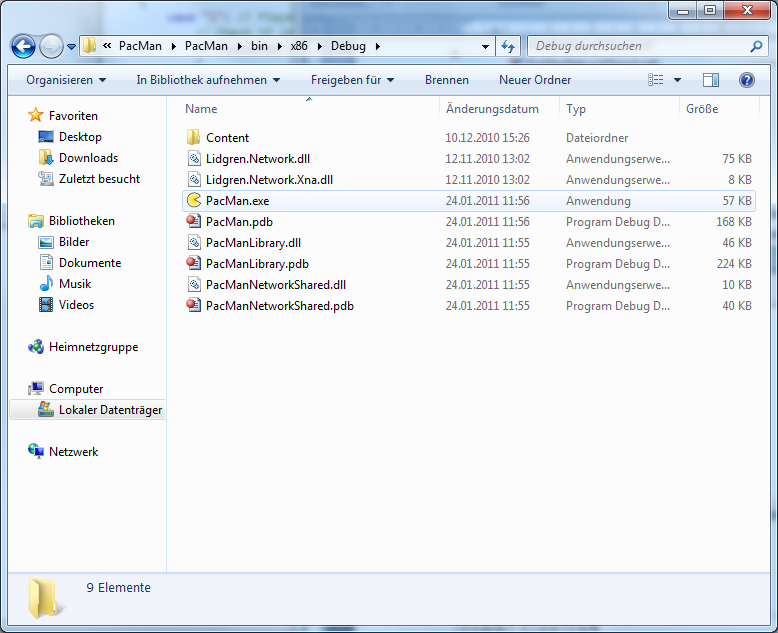 « PacMan ▸ PacMan ▸ bin ▸ x86 ▸ Debug ▸
Debug durchsuchen
Organisieren In Bibliothek aufnehmen Freigeben für Brennen Neuer Ordner
Name Änderungsdatum Typ Größe
Favoriten
Desktop
Downloads
Zuletzt besucht
Bibliotheken
Bilder
Dokumente
Musik
Videos
Heimnetzgruppe
Computer
Lokaler Datenträger
Netzwerk
Content 10.12.2010 15:26 Dateiordner
Lidgren.Network.dll 12.11.2010 13:02 Anwendungserwe... 75 KB
Lidgren.Network.Xna.dll 12.11.2010 13:02 Anwendungserwe... 8 KB
PacMan.exe 24.01.2011 11:56 Anwendung 57 KB
PacMan.pdb 24.01.2011 11:56 Program Debug D... 168 KB
PacManLibrary.dll 24.01.2011 11:55 Anwendungserwe... 46 KB
PacManLibrary.pdb 24.01.2011 11:55 Program Debug D... 224 KB
PacManNetworkShared.dll 24.01.2011 11:55 Anwendungserwe... 10 KB
PacManNetworkShared.pdb 24.01.2011 11:55 Program Debug D... 40 KB
9 Elemente